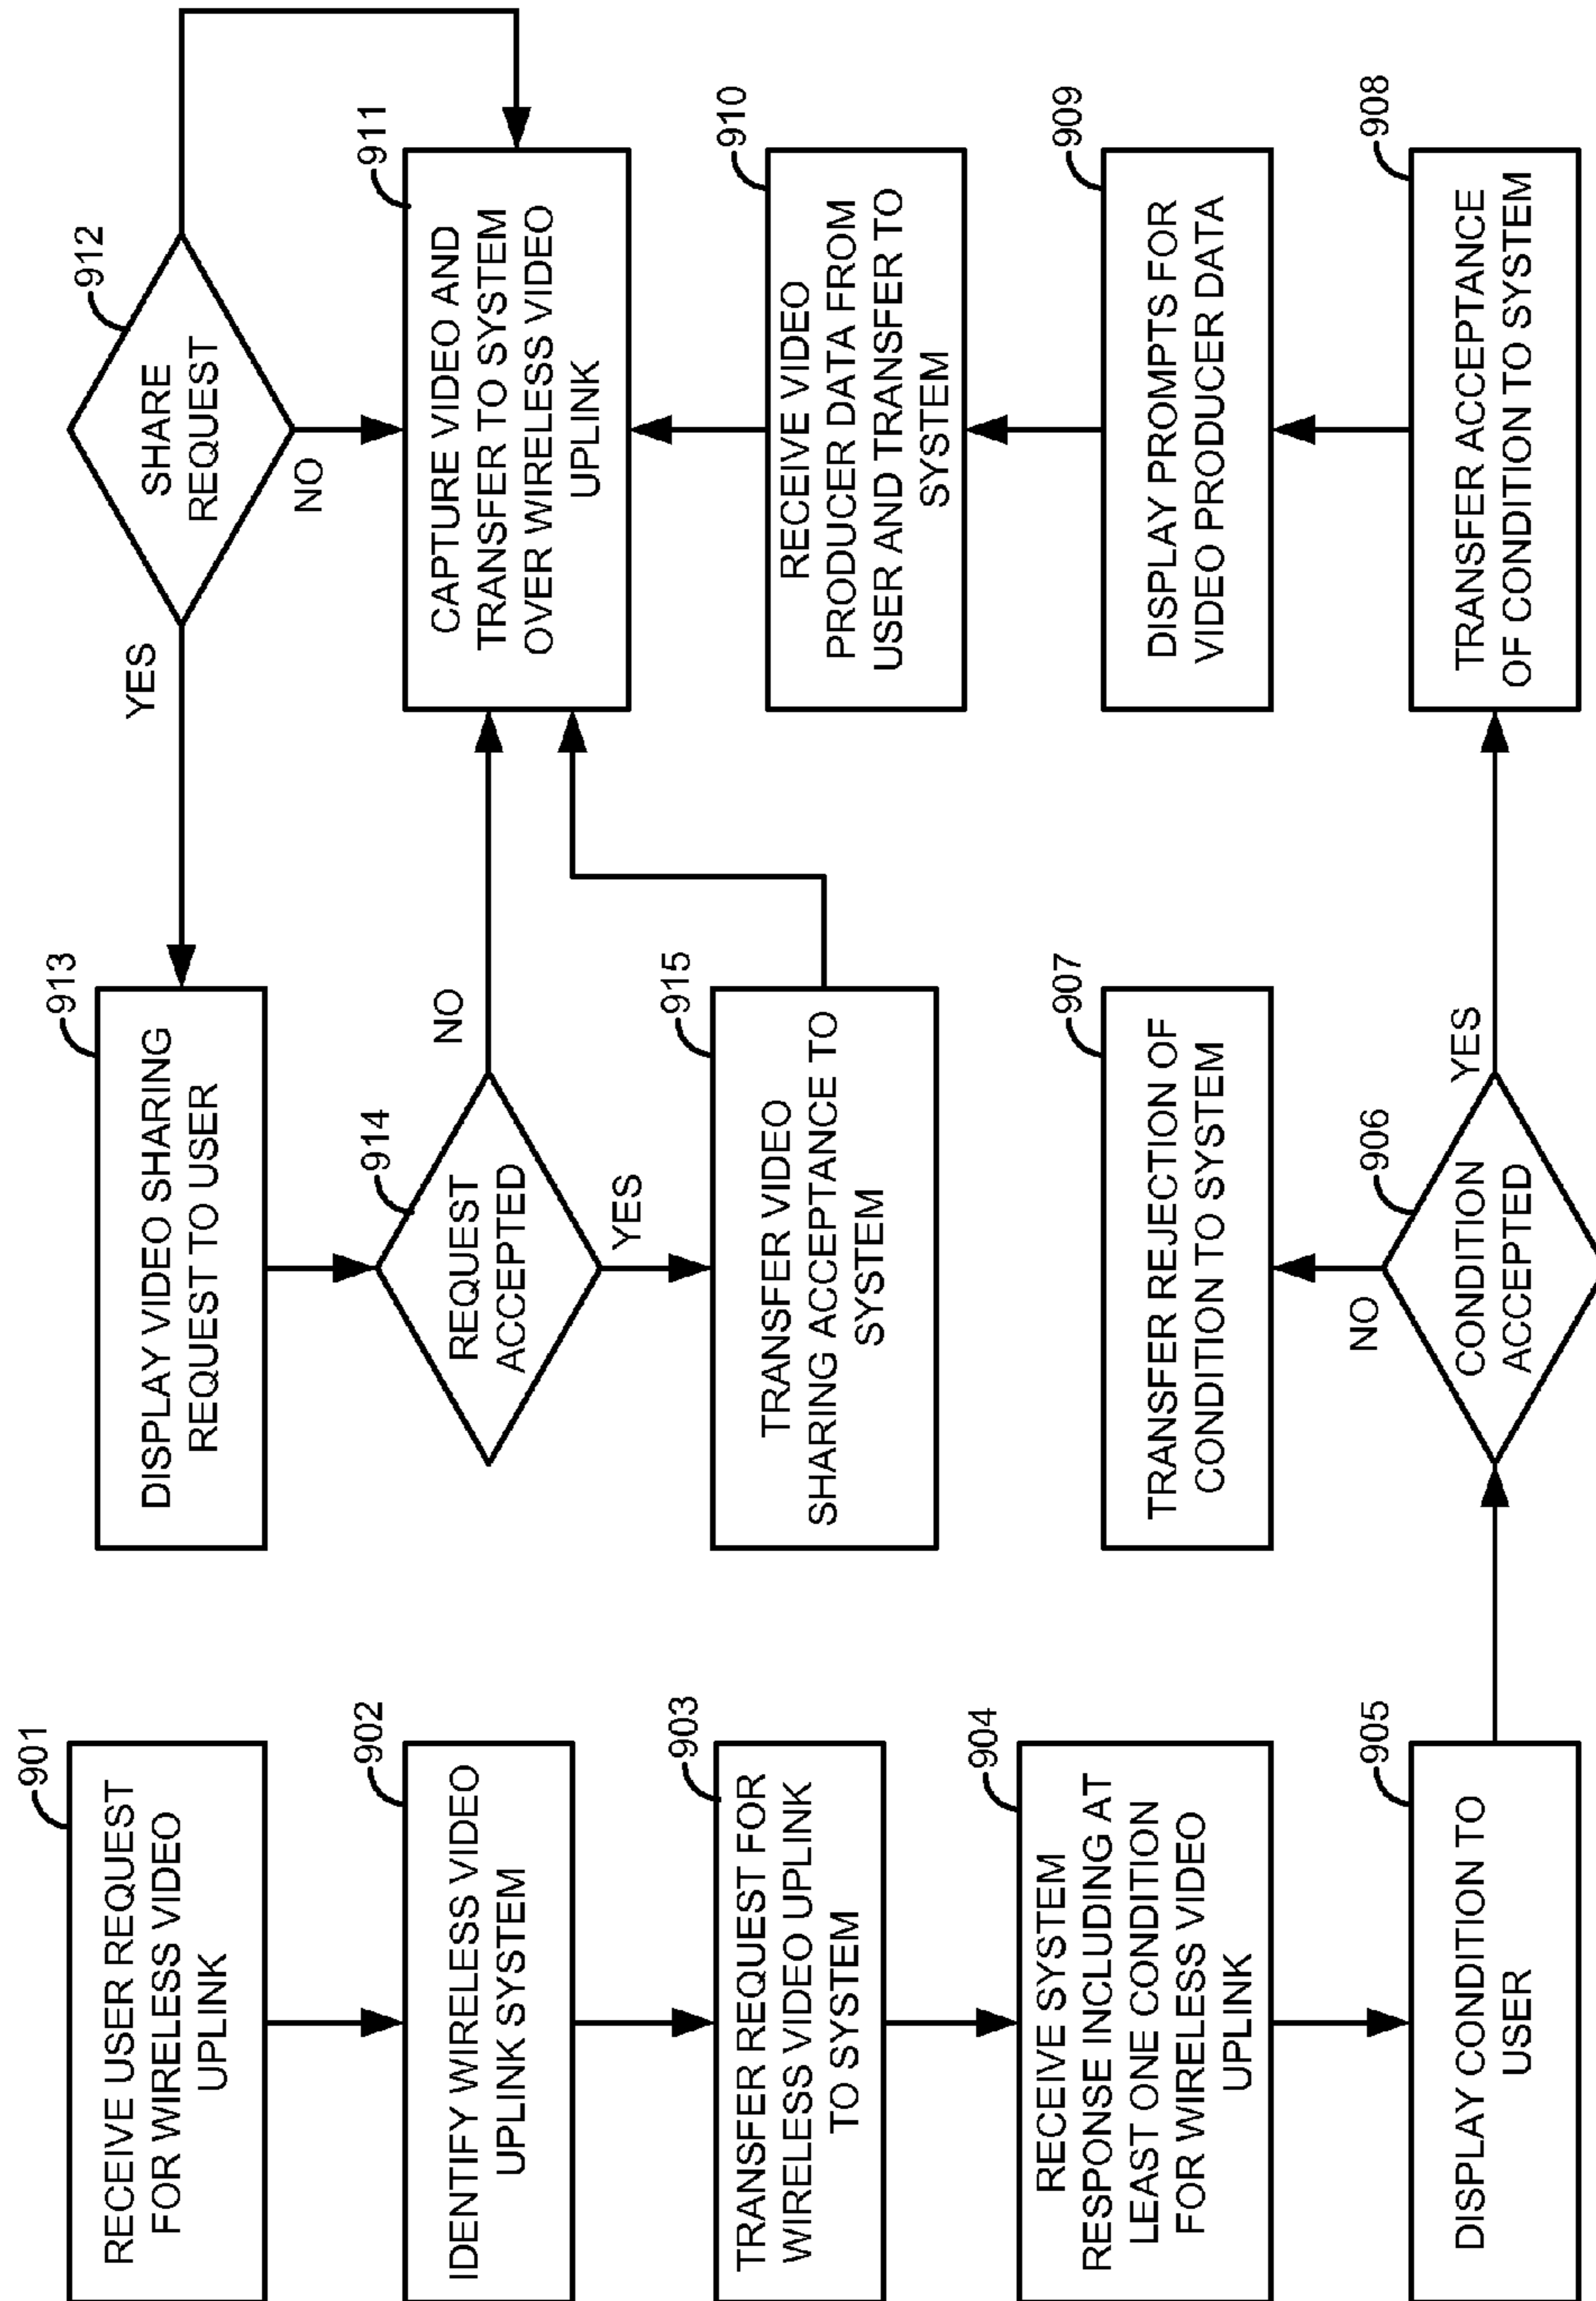 901
RECEIVE USER REQUEST
FOR WIRELESS VIDEO
UPLINK
902
IDENTIFY WIRELESS VIDEO
UPLINK SYSTEM
903
TRANSFER REQUEST FOR
WIRELESS VIDEO UPLINK
TO SYSTEM
904
RECEIVE SYSTEM
RESPONSE INCLUDING AT
LEAST ONE CONDITION
FOR WIRELESS VIDEO
UPLINK
905
DISPLAY CONDITION TO
USER
906
CONDITION
ACCEPTED
NO
YES
907
TRANSFER REJECTION OF
CONDITION TO SYSTEM
908
TRANSFER ACCEPTANCE
OF CONDITION TO SYSTEM
909
DISPLAY PROMPTS FOR
VIDEO PRODUCER DATA
910
RECEIVE VIDEO
PRODUCER DATA FROM
USER AND TRANSFER TO
SYSTEM
911
CAPTURE VIDEO AND
TRANSFER TO SYSTEM
OVER WIRELESS VIDEO
UPLINK
912
SHARE
REQUEST
NO
YES
913
DISPLAY VIDEO SHARING
REQUEST TO USER
914
REQUEST
ACCEPTED
NO
YES
915
TRANSFER VIDEO
SHARING ACCEPTANCE TO
SYSTEM